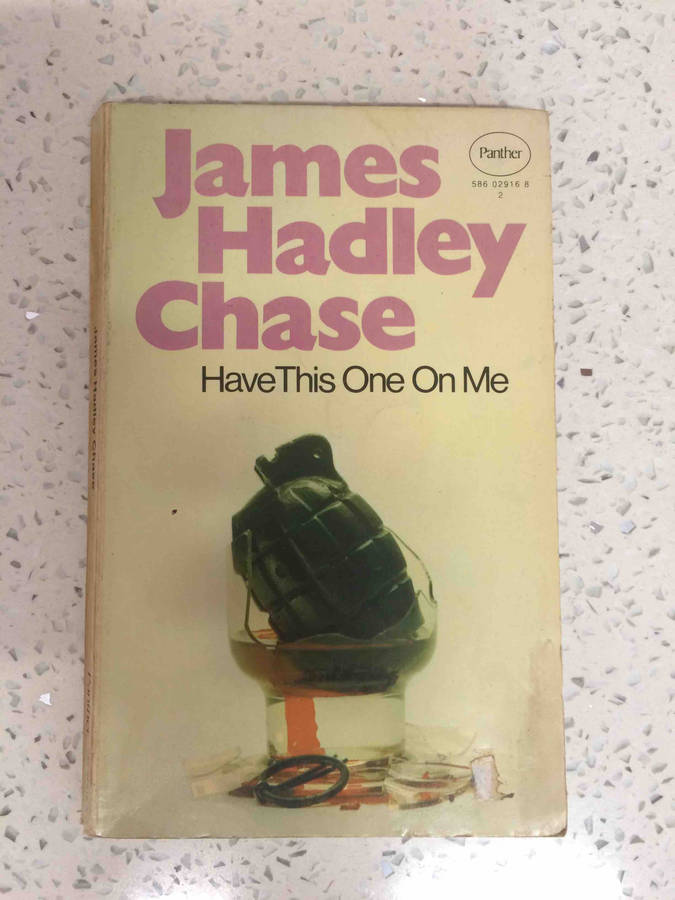 James
Hadley
Chase
Have This One On Me
Panther
586 02916 8
2
James Hadley Chase